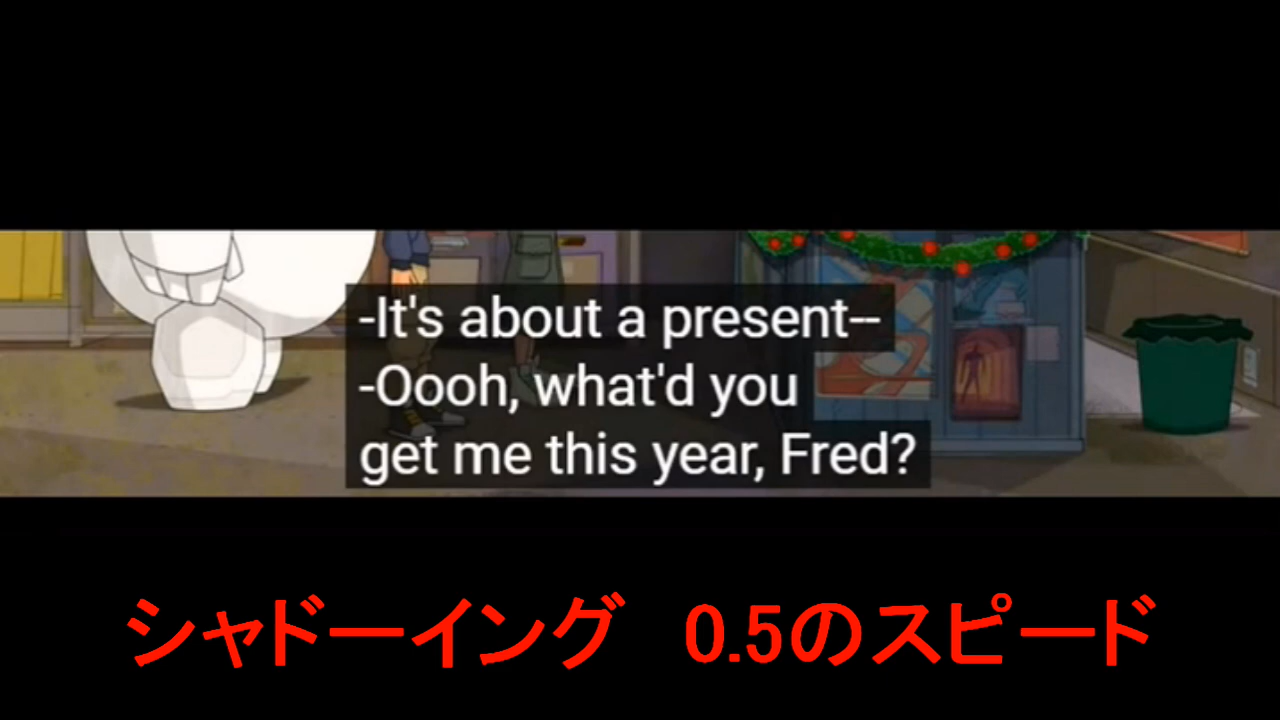 -It's about a present--
-Oooh, what'd you
get me this year, Fred?
シャドーイング　0.5のスピード